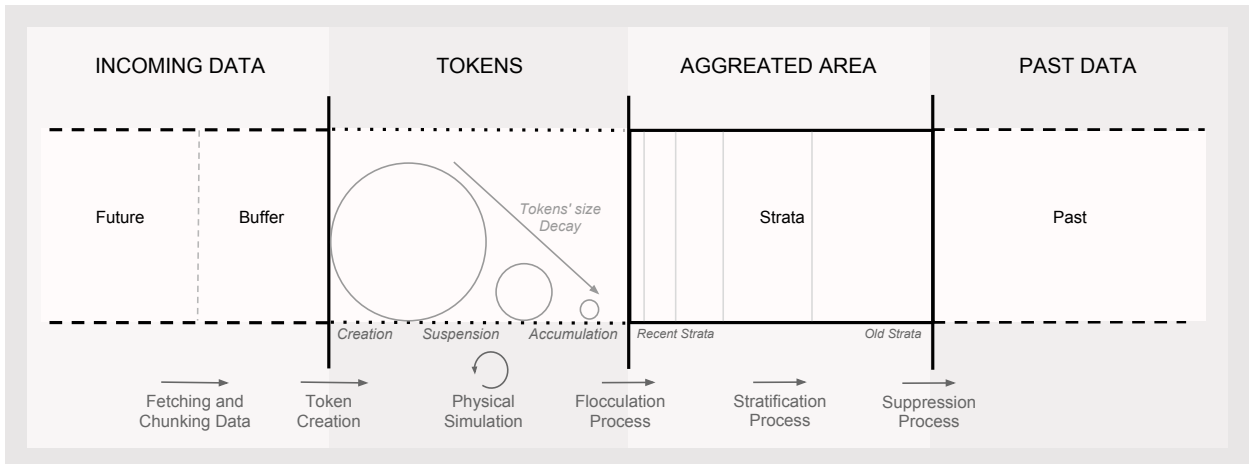 INCOMING DATA
TOKENS
AGGREATED AREA
PAST DATA
Future
Buffer
Tokens' size
Decay
Strata
Past
Creation
Suspension
Accumulation
Recent Strata
Old Strata
Fetching and
Chunking Data
Token
Creation
Physical
Simulation
Flocculation
Process
Stratification
Process
Suppression
Process